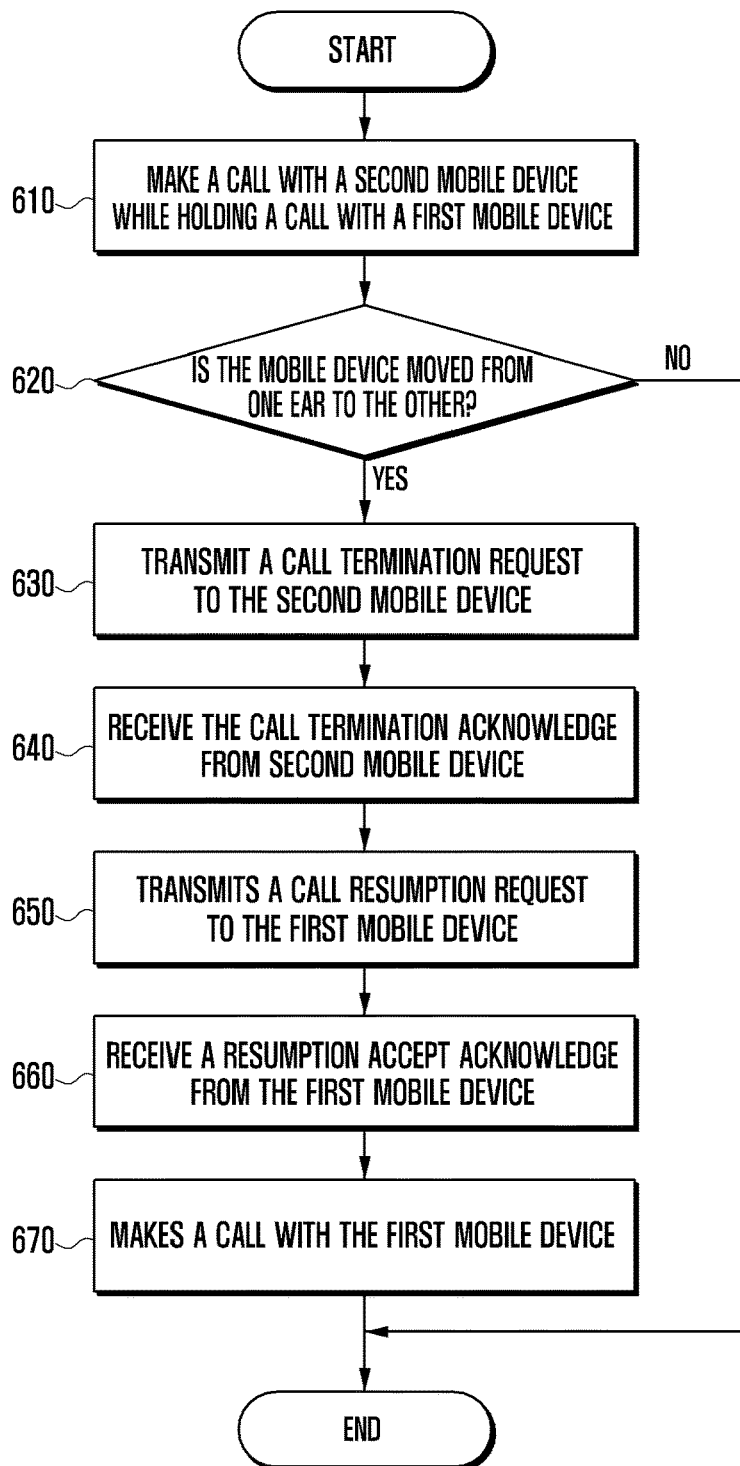 START
610
MAKE A CALL WITH A SECOND MOBILE DEVICE
WHILE HOLDING A CALL WITH A FIRST MOBILE DEVICE
620
IS THE MOBILE DEVICE MOVED FROM
ONE EAR TO THE OTHER?
NO
YES
630
TRANSMIT A CALL TERMINATION REQUEST
TO THE SECOND MOBILE DEVICE
640
RECEIVE THE CALL TERMINATION ACKNOWLEDGE
FROM SECOND MOBILE DEVICE
650
TRANSMITS A CALL RESUMPTION REQUEST
TO THE FIRST MOBILE DEVICE
660
RECEIVE A RESUMPTION ACCEPT ACKNOWLEDGE
FROM THE FIRST MOBILE DEVICE
670
MAKES A CALL WITH THE FIRST MOBILE DEVICE
END